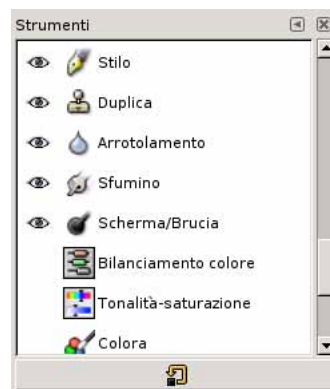 Strumenti
Stilo
Duplica
Arrotolamento
Sfumino
Scherma/Brucia
Bilanciamento colore
Tonalità-saturazione
Colora